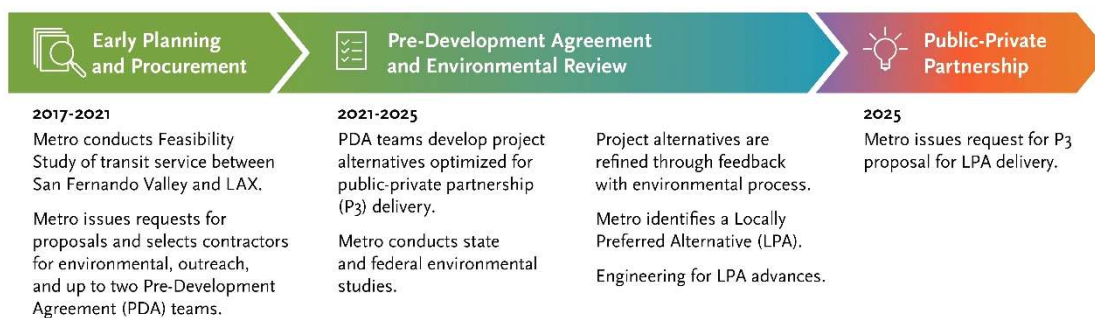 Early Planning
and Procurement
Pre-Development Agreement
and Environmental Review
Public-Private
Partnership
2017-2021
Metro conducts Feasibility
Study of transit service between
San Fernando Valley and LAX.
Metro issues requests for
proposals and selects contractors
for environmental, outreach,
and up to two Pre-Development
Agreement (PDA) teams.
2021-2025
PDA teams develop project
alternatives optimized for
public-private partnership
(P3) delivery.
Metro conducts state
and federal environmental
studies.
Project alternatives are
refined through feedback
with environmental process.
Metro identifies a Locally
Preferred Alternative (LPA).
Engineering for LPA advances.
2025
Metro issues request for P3
proposal for LPA delivery.